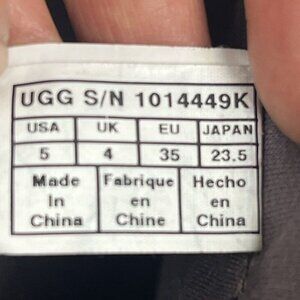 UGG S/N 1014449K
USA UK EU JAPAN
5 4 35 23.5
Made Fabrique Hecho
In en en
China Chine China